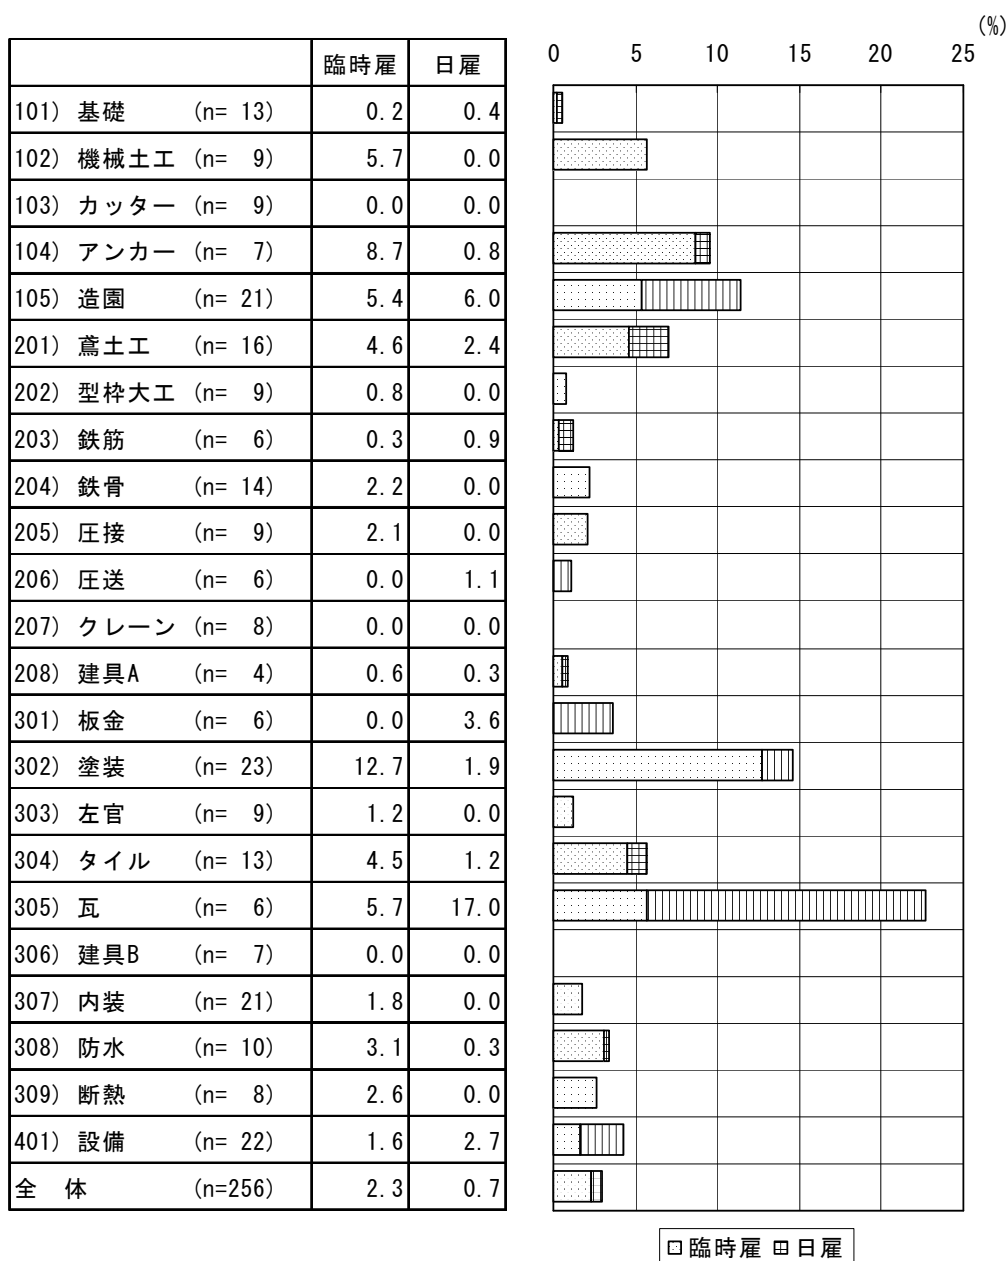 (%)
0 5 10 15 20 25
臨時雇 日雇
101) 基礎 (n= 13) 0.2 0.4
102) 機械土工 (n= 9) 5.7 0.0
103) カッター (n= 9) 0.0 0.0
104) アンカー (n= 7) 8.7 0.8
105) 造園 (n= 21) 5.4 6.0
201) 鳶土工 (n= 16) 4.6 2.4
202) 型枠大工 (n= 9) 0.8 0.0
203) 鉄筋 (n= 6) 0.3 0.9
204) 鉄骨 (n= 14) 2.2 0.0
205) 圧接 (n= 9) 2.1 0.0
206) 圧送 (n= 6) 0.0 1.1
207) クレーン (n= 8) 0.0 0.0
208) 建具A (n= 4) 0.6 0.3
301) 板金 (n= 6) 0.0 3.6
302) 塗装 (n= 23) 12.7 1.9
303) 左官 (n= 9) 1.2 0.0
304) タイル (n= 13) 4.5 1.2
305) 瓦 (n= 6) 5.7 17.0
306) 建具B (n= 7) 0.0 0.0
307) 内装 (n= 21) 1.8 0.0
308) 防水 (n= 10) 3.1 0.3
309) 断熱 (n= 8) 2.6 0.0
401) 設備 (n= 22) 1.6 2.7
全 体 (n=256) 2.3 0.7
臨時雇 日雇